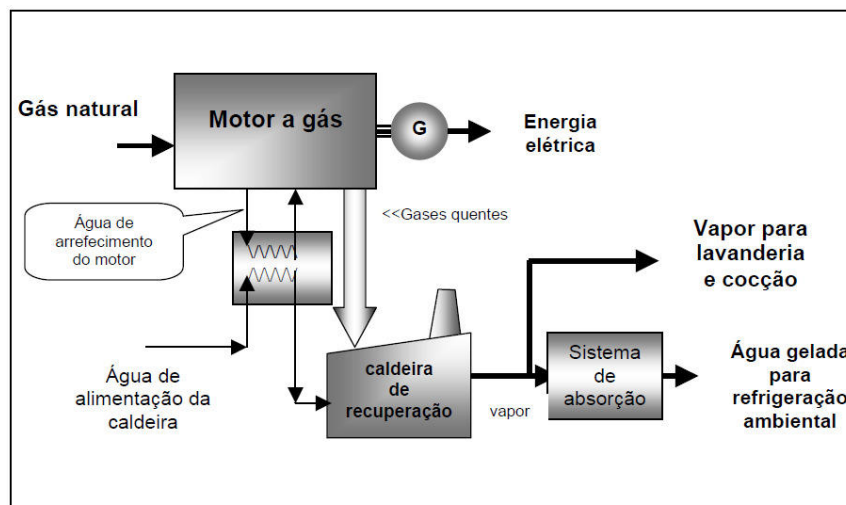 Gás natural
Motor a gás
G
Energia
elétrica
Água de
arrefecimento
do motor
<<Gases quentes
Vapor para
lavanderia
e cocção
Água de
alimentação da
caldeira
caldeira
de
recuperação
vapor
Sistema
de
absorção
Água gelada
para
refrigeração
ambiental